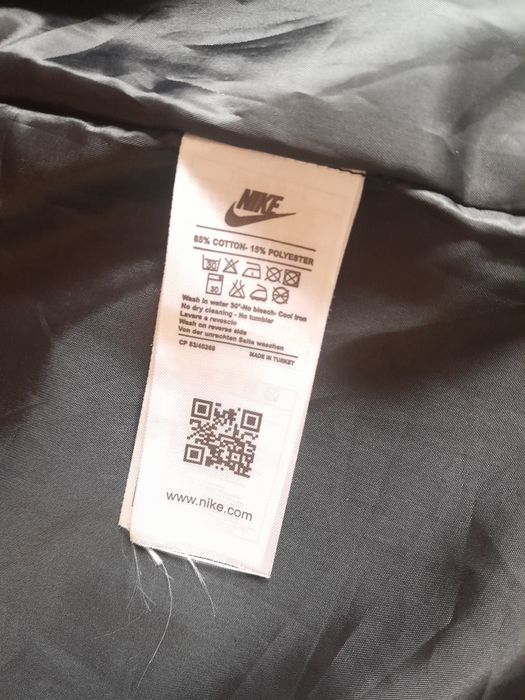 NIKE
85% COTTON- 15% POLYESTER
30
30
Wash in water 30°-No bleach- Cool iron
No dry cleaning - No tumbler
Lavare a rovescio
Wash on reverse side
Von der unrechten Seite waschen
CP 83/40269 MADE IN TURKEY
www.nike.com